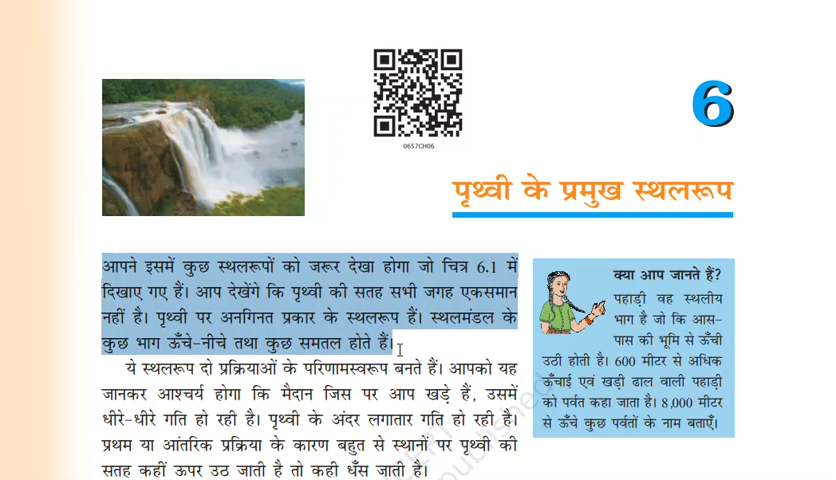 0657CH06
6
पृथ्वी के प्रमुख स्थलरूप
आपने इसमें कुछ स्थलरूपों को जरूर देखा होगा जो चित्र 6.1 में
दिखाए गए हैं। आप देखेंगे कि पृथ्वी की सतह सभी जगह एकसमान
नहीं है। पृथ्वी पर अनगिनत प्रकार के स्थलरूप हैं। स्थलमंडल के
कुछ भाग ऊँचे-नीचे तथा कुछ समतल होते हैं।
ये स्थलरूप दो प्रक्रियाओं के परिणामस्वरूप बनते हैं। आपको यह
जानकर आश्चर्य होगा कि मैदान जिस पर आप खड़े हैं, उसमें
धीरे-धीरे गति हो रही है। पृथ्वी के अंदर लगातार गति हो रही है।
प्रथम या आंतरिक प्रक्रिया के कारण बहुत से स्थानों पर पृथ्वी की
सतह कहीं ऊपर उठ जाती है तो कही धँस जाती है।
क्या आप जानते हैं?
पहाड़ी वह स्थलीय
भाग है जो कि आस-
पास की भूमि से ऊँची
उठी होती है। 600 मीटर से अधिक
ऊँचाई एवं खड़ी ढाल वाली पहाड़ी
को पर्वत कहा जाता है। 8,000 मीटर
से ऊँचे कुछ पर्वतों के नाम बताएँ।
published